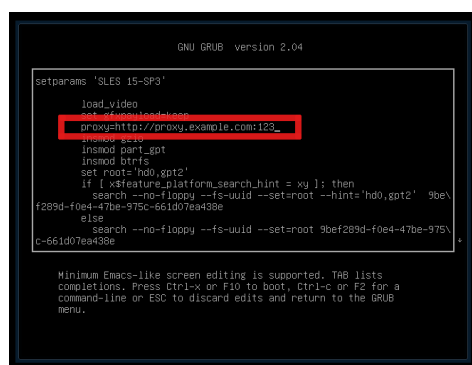 GNU GRUB version 2.04
setparams 'SLES 15-SP3'
load_video
set gfxpayload=keep
proxy=http://proxy.example.com:123_
insmod gzio
insmod part_gpt
insmod btrfs
set root='hd0,gpt2'
if [ x$feature_platform_search_hint = xy ]; then
search --no-floppy --fs-uuid --set=root --hint='hd0,gpt2' 9be\
f289d-f0e4-47be-975c-661d07ea438e
else
search --no-floppy --fs-uuid --set=root 9bef289d-f0e4-47be-975\
c-661d07ea438e
Minimum Emacs-like screen editing is supported. TAB lists
completions. Press Ctrl-x or F10 to boot, Ctrl-c or F2 for a
command-line or ESC to discard edits and return to the GRUB
menu.